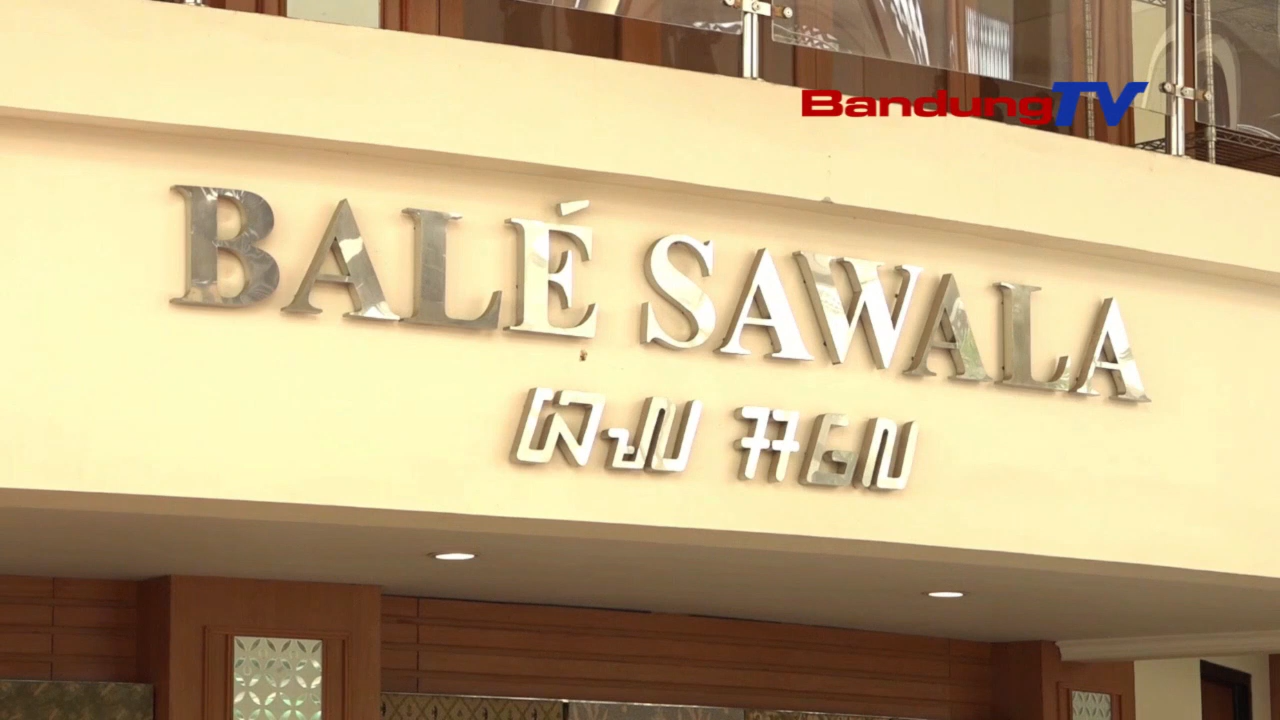 BandungTV
BALÉ SAWALA
ᮘᮜᮦ ᮞᮝᮜ